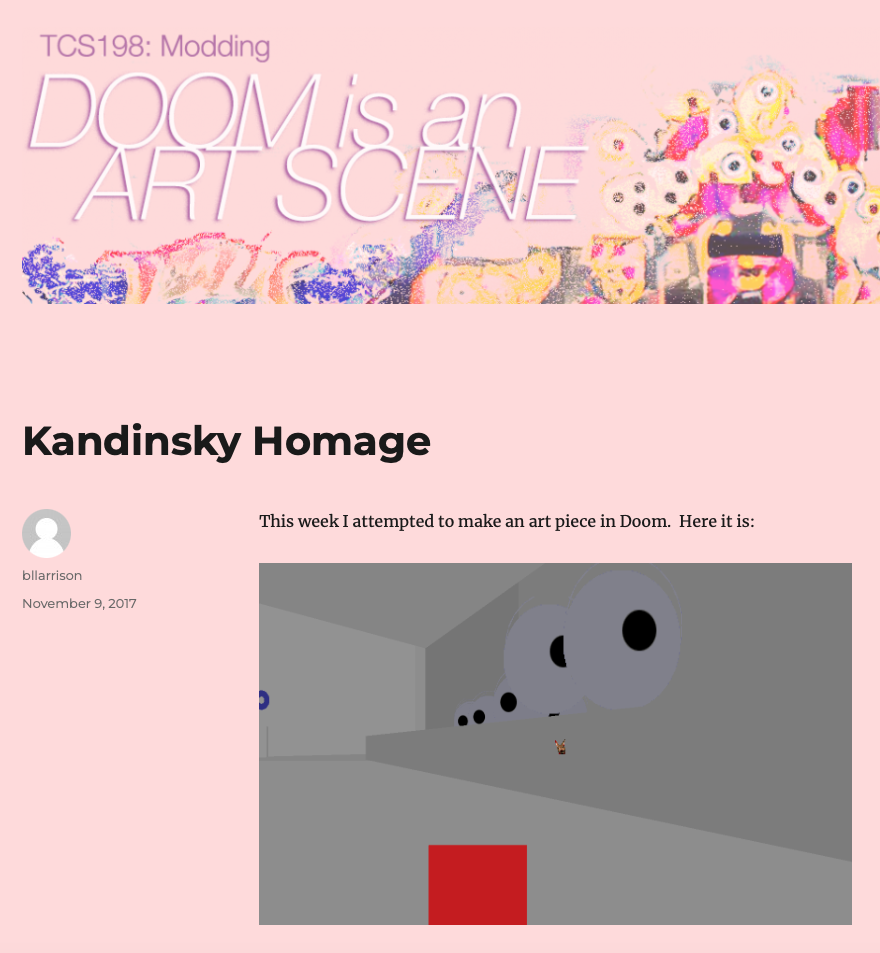 TCS198: Modding
DOOM is an
ART SCENE
Kandinsky Homage
This week I attempted to make an art piece in Doom.  Here it is:
bllarrison
November 9, 2017